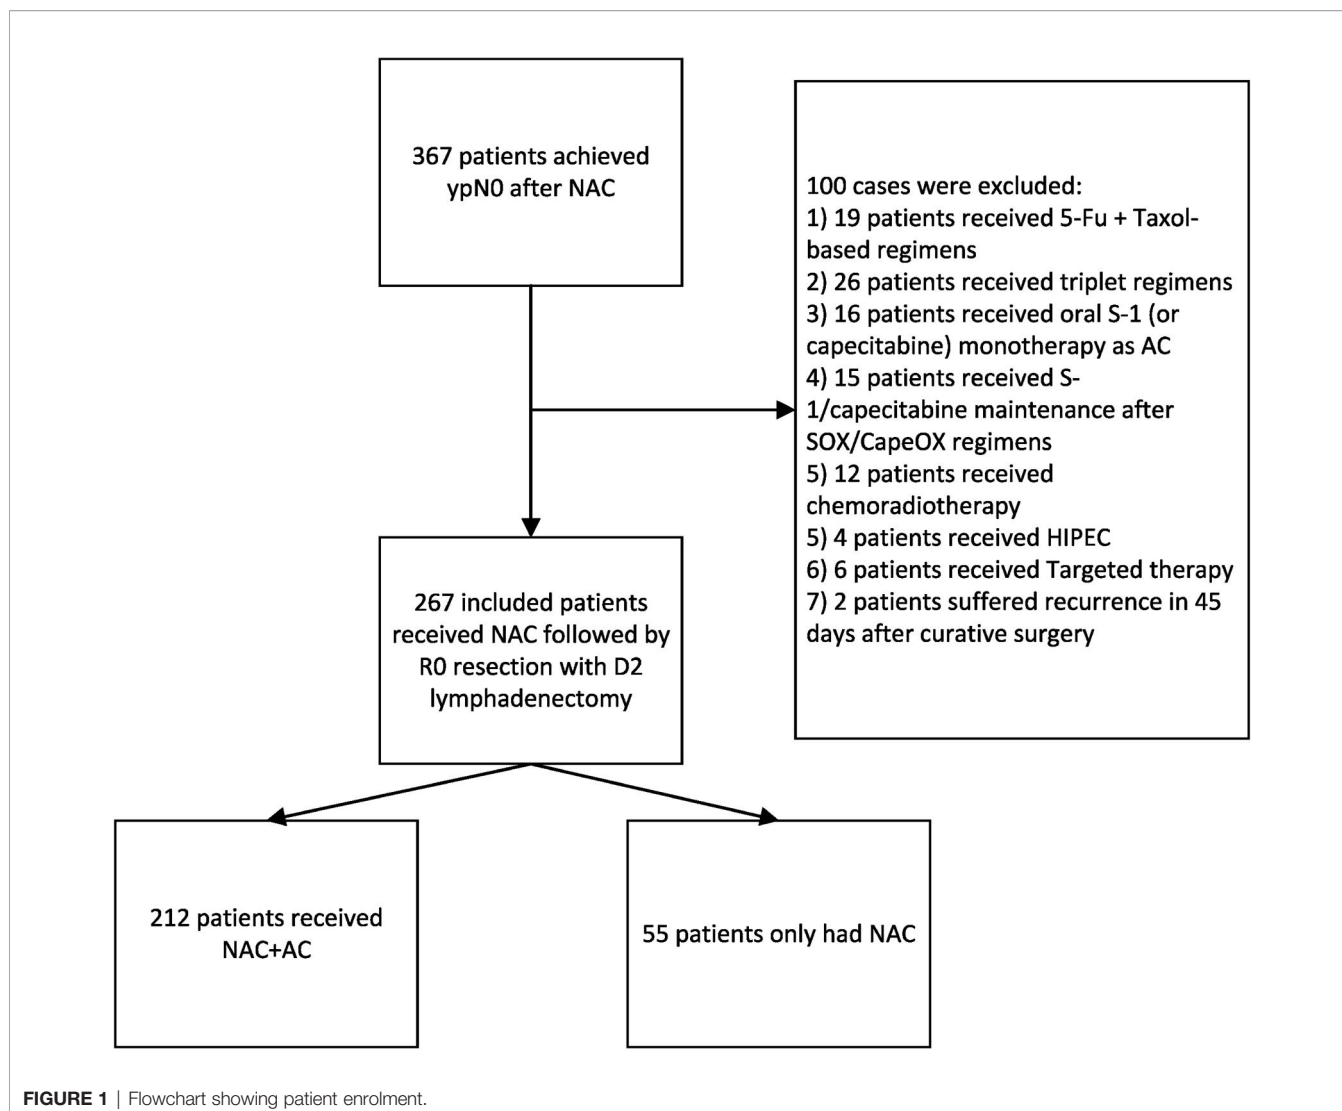 367 patients achieved
ypN0 after NAC
100 cases were excluded:
1) 19 patients received 5-Fu + Taxol-
based regimens
2) 26 patients received triplet regimens
3) 16 patients received oral S-1 (or
capecitabine) monotherapy as AC
4) 15 patients received S-
1/capecitabine maintenance after
SOX/CapeOX regimens
5) 12 patients received
chemoradiotherapy
5) 4 patients received HIPEC
6) 6 patients received Targeted therapy
7) 2 patients suffered recurrence in 45
days after curative surgery
267 included patients
received NAC followed by
R0 resection with D2
lymphadenectomy
212 patients received
NAC+AC
55 patients only had NAC
FIGURE 1 | Flowchart showing patient enrolment.